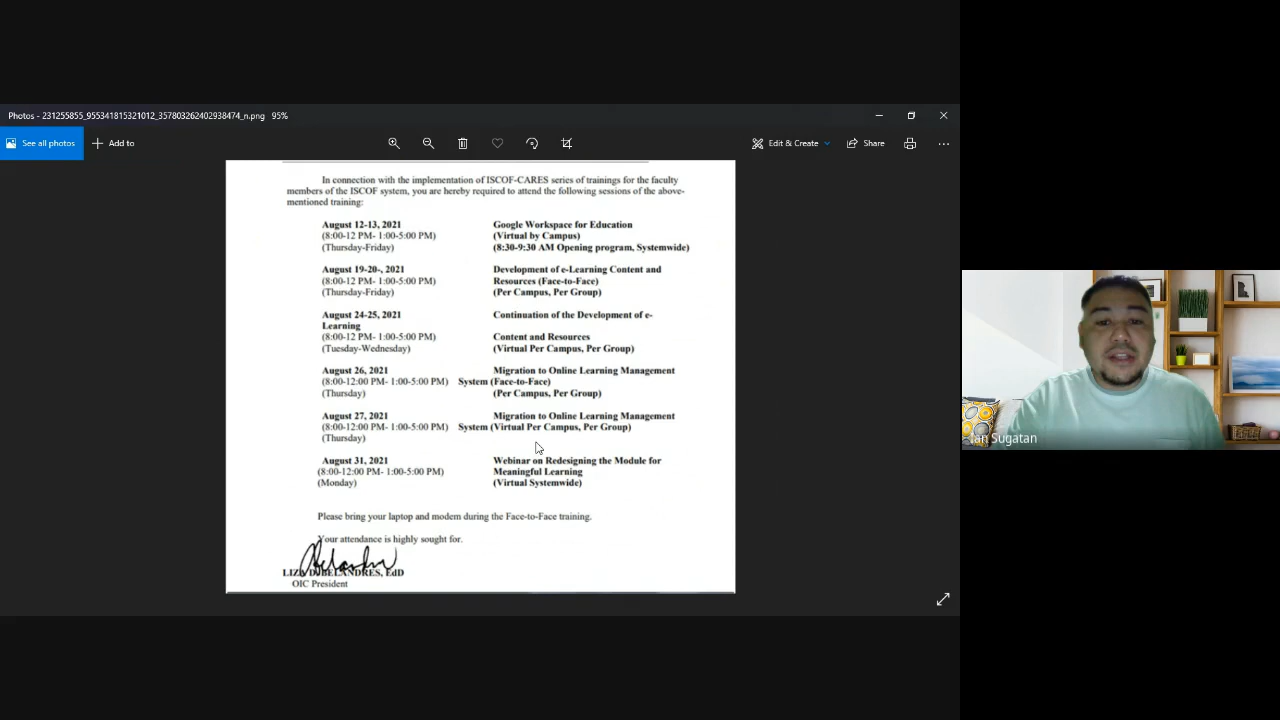 Photos - 231255855_955341815321012_357803262402938474_n.png 95%
See all photos
Add to
Edit & Create
Share
In connection with the implementation of ISCOF-CARES series of trainings for the faculty
members of the ISCOF system, you are hereby required to attend the following sessions of the above-
mentioned training:
August 12-13, 2021 Google Workspace for Education
(8:00-12 PM- 1:00-5:00 PM) (Virtual by Campus)
(Thursday-Friday) (8:30-9:30 AM Opening program, Systemwide)
August 19-20-, 2021 Development of e-Learning Content and
(8:00-12 PM- 1:00-5:00 PM) Resources (Face-to-Face)
(Thursday-Friday) (Per Campus, Per Group)
August 24-25, 2021 Continuation of the Development of e-
Learning
(8:00-12 PM- 1:00-5:00 PM) Content and Resources
(Tuesday-Wednesday) (Virtual Per Campus, Per Group)
August 26, 2021 Migration to Online Learning Management
(8:00-12:00 PM- 1:00-5:00 PM) System (Face-to-Face)
(Thursday) (Per Campus, Per Group)
August 27, 2021 Migration to Online Learning Management
(8:00-12:00 PM- 1:00-5:00 PM) System (Virtual Per Campus, Per Group)
(Thursday)
August 31, 2021 Webinar on Redesigning the Module for
(8:00-12:00 PM- 1:00-5:00 PM) Meaningful Learning
(Monday) (Virtual Systemwide)
Please bring your laptop and modem during the Face-to-Face training.
Your attendance is highly sought for.
LIZA D. BELANDRES, EdD
OIC President
Ian Sugatan